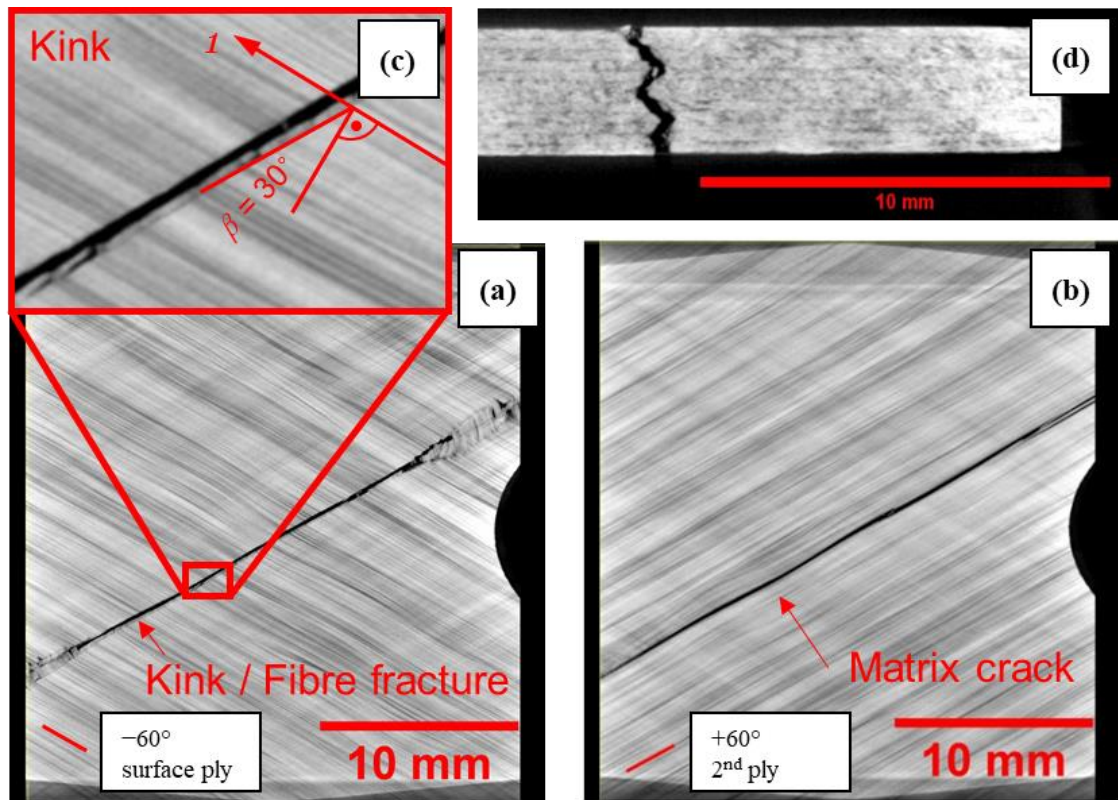 Kink
1
(c)
β = 30°
(d)
10 mm
(a)
Kink / Fibre fracture
−60°
surface ply
10 mm
(b)
Matrix crack
+60°
2nd ply
10 mm